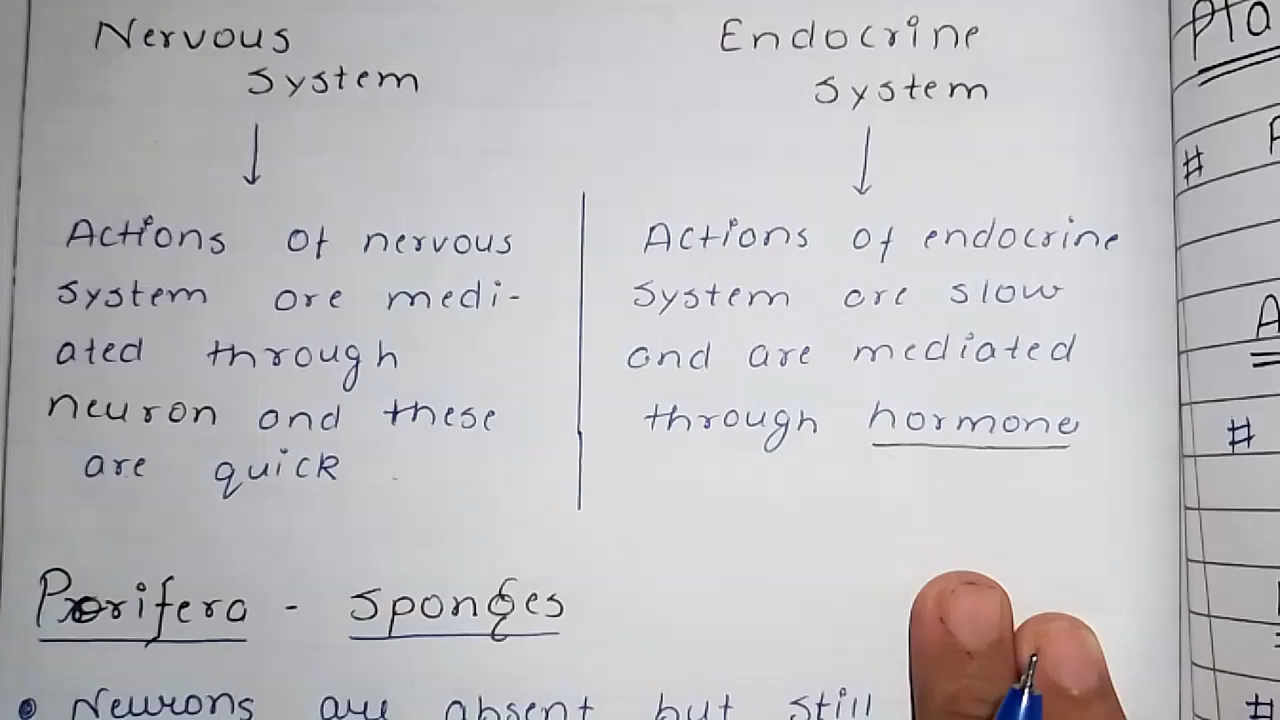 Nervous
System
Endocrine
System
Actions of nervous
system are medi-
ated through
neuron and these
are quick
Actions of endocrine
system are slow
and are mediated
through hormone
Porifera - Sponges
• Neurons are absent but still
Pla
#
A
#
#